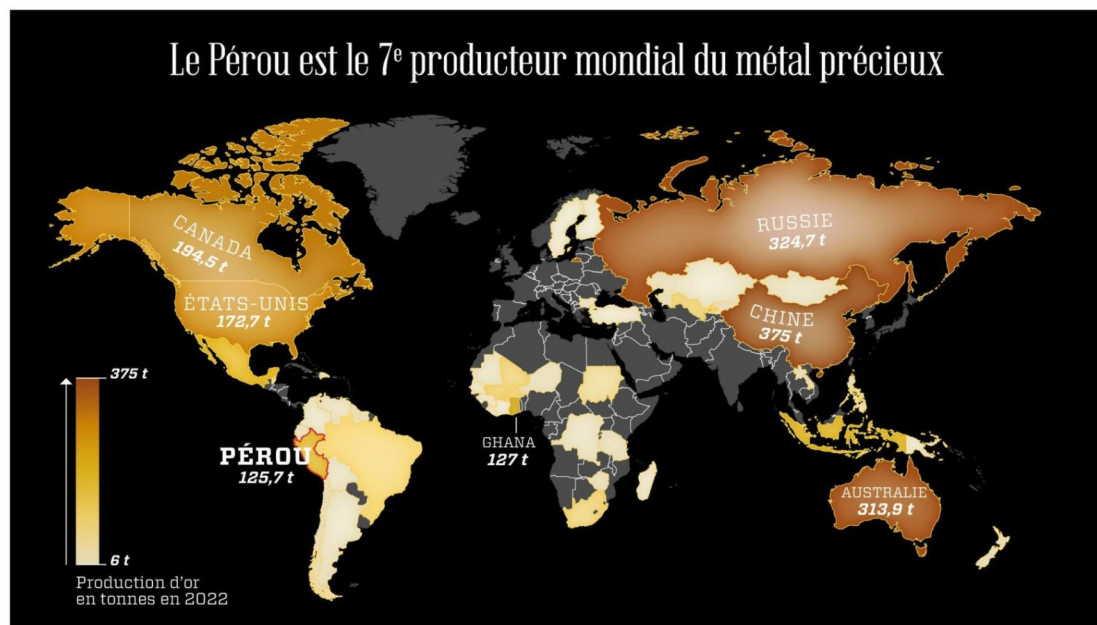 Le Pérou est le 7e producteur mondial du métal précieux
CANADA
194,5 t
RUSSIE
324,7 t
ÉTATS-UNIS
172,7 t
CHINE
375 t
375 t
GHANA
127 t
PÉROU
125,7 t
AUSTRALIE
313,9 t
6 t
Production d'or
en tonnes en 2022